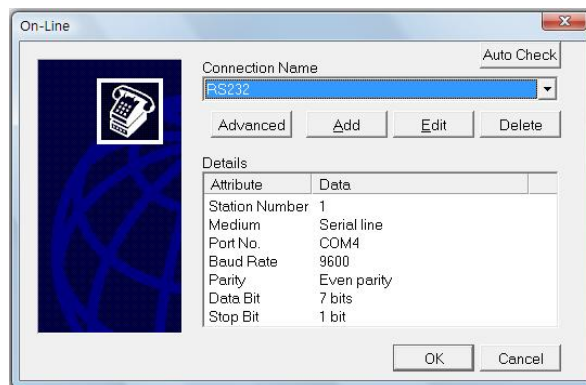 On-Line
Auto Check
Connection Name
RS232
Advanced Add Edit Delete
Details
Attribute Data
Station Number 1
Medium Serial line
Port No. COM4
Baud Rate 9600
Parity Even parity
Data Bit 7 bits
Stop Bit 1 bit
OK Cancel